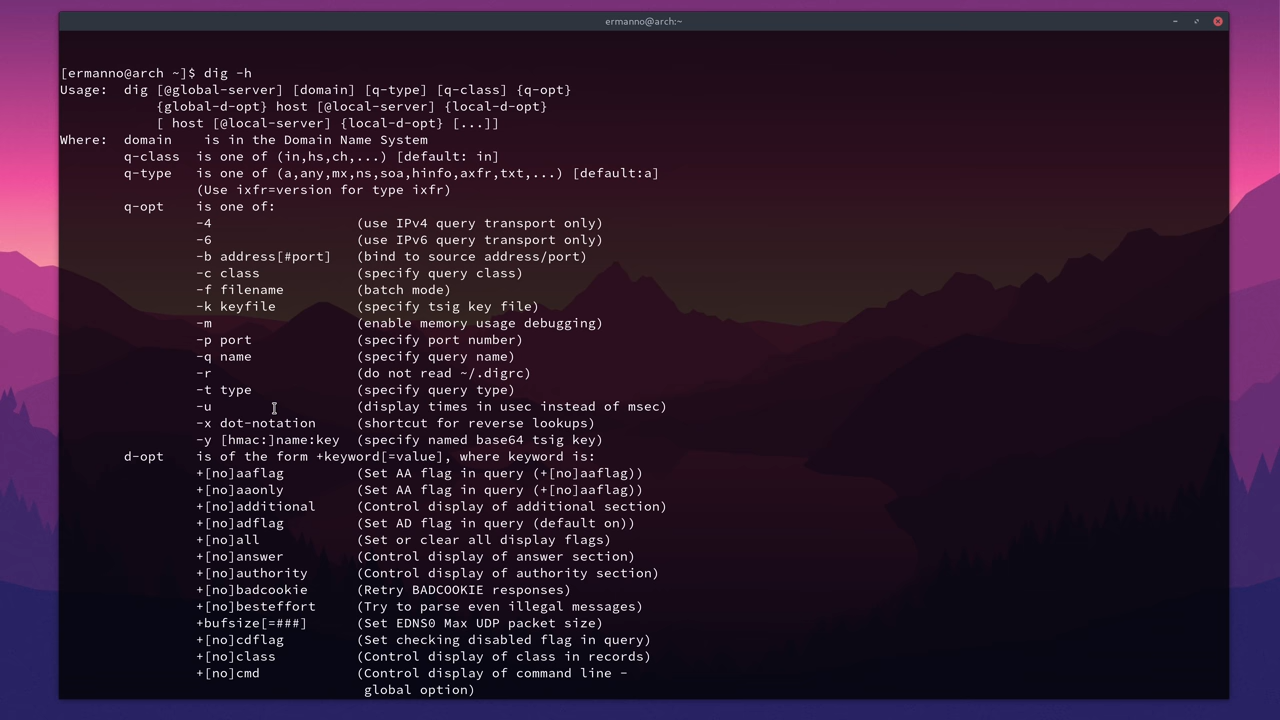 ermanno@arch:~
[ermanno@arch ~]$ dig -h
Usage:  dig [@global-server] [domain] [q-type] [q-class] {q-opt}
            {global-d-opt} host [@local-server] {local-d-opt}
            [ host [@local-server] {local-d-opt} [...]]
Where:  domain    is in the Domain Name System
        q-class  is one of (in,hs,ch,...) [default: in]
        q-type   is one of (a,any,mx,ns,soa,hinfo,axfr,txt,...) [default:a]
                 (Use ixfr=version for type ixfr)
        q-opt    is one of:
                 -4                  (use IPv4 query transport only)
                 -6                  (use IPv6 query transport only)
                 -b address[#port]   (bind to source address/port)
                 -c class            (specify query class)
                 -f filename         (batch mode)
                 -k keyfile          (specify tsig key file)
                 -m                  (enable memory usage debugging)
                 -p port             (specify port number)
                 -q name             (specify query name)
                 -r                  (do not read ~/.digrc)
                 -t type             (specify query type)
                 -u                  (display times in usec instead of msec)
                 -x dot-notation     (shortcut for reverse lookups)
                 -y [hmac:]name:key  (specify named base64 tsig key)
        d-opt    is of the form +keyword[=value], where keyword is:
                 +[no]aaflag         (Set AA flag in query (+[no]aaflag))
                 +[no]aaonly         (Set AA flag in query (+[no]aaflag))
                 +[no]additional     (Control display of additional section)
                 +[no]adflag         (Set AD flag in query (default on))
                 +[no]all            (Set or clear all display flags)
                 +[no]answer         (Control display of answer section)
                 +[no]authority      (Control display of authority section)
                 +[no]badcookie      (Retry BADCOOKIE responses)
                 +[no]besteffort     (Try to parse even illegal messages)
                 +bufsize[=###]      (Set EDNS0 Max UDP packet size)
                 +[no]cdflag         (Set checking disabled flag in query)
                 +[no]class          (Control display of class in records)
                 +[no]cmd            (Control display of command line -
                                      global option)